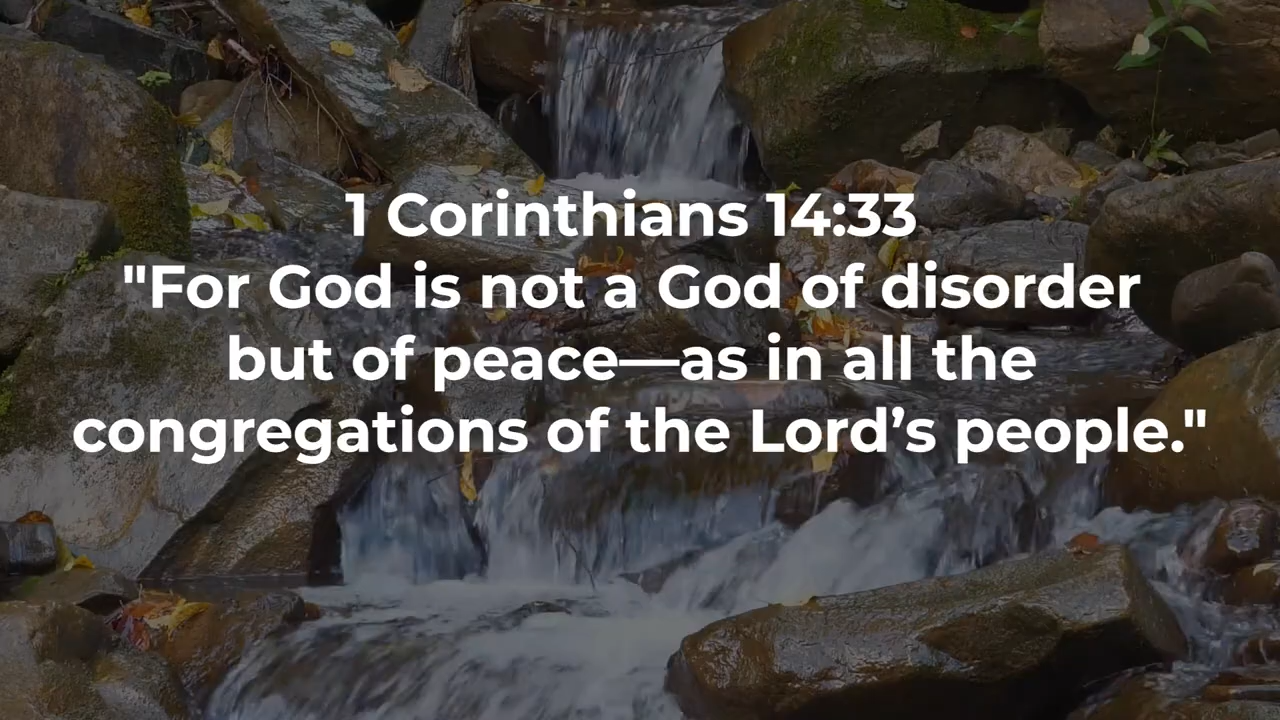 1 Corinthians 14:33
"For God is not a God of disorder
but of peace—as in all the
congregations of the Lord’s people."